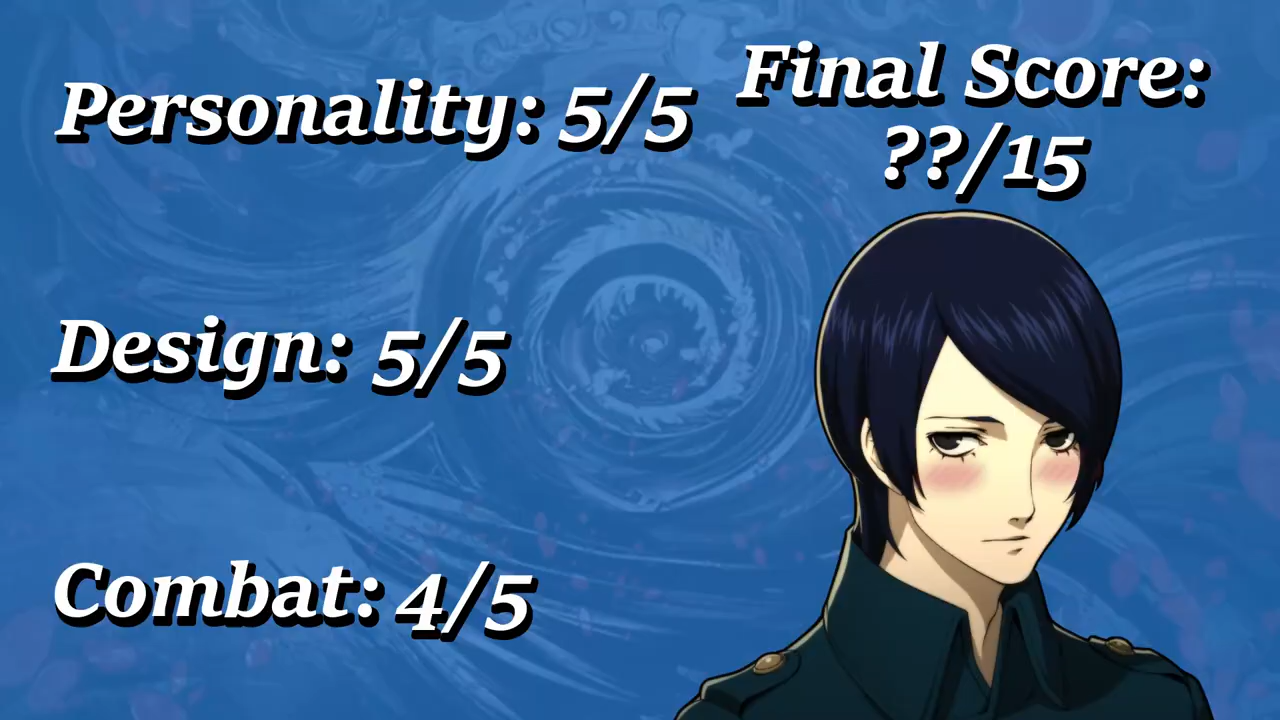 Personality: 5/5
Final Score:
??/15
Design: 5/5
Combat: 4/5